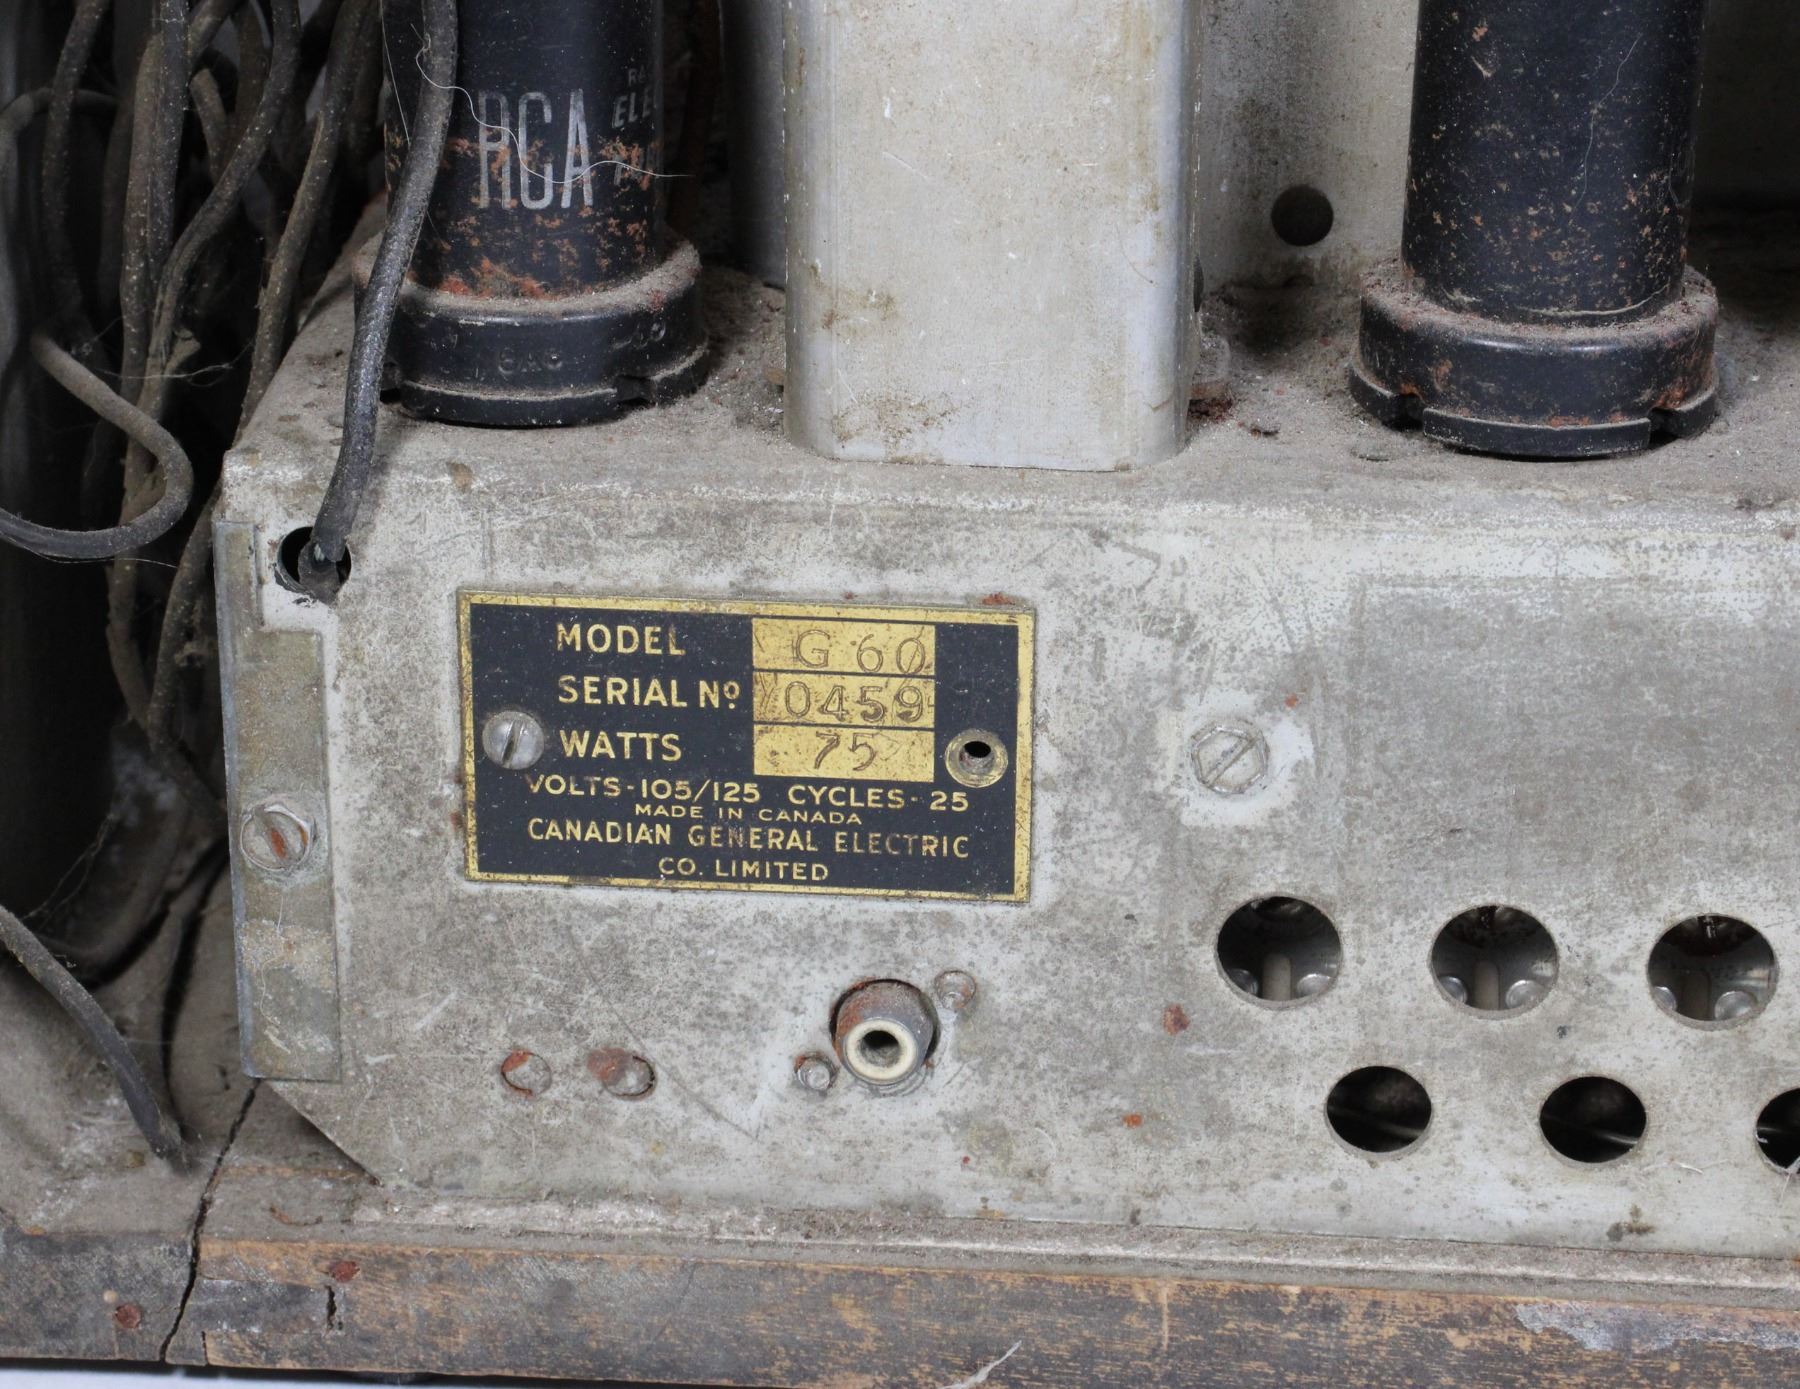 RCA
MODEL G 60
SERIAL Nº 0459
WATTS 75
VOLTS-105/125 CYCLES-25
MADE IN CANADA
CANADIAN GENERAL ELECTRIC
CO. LIMITED